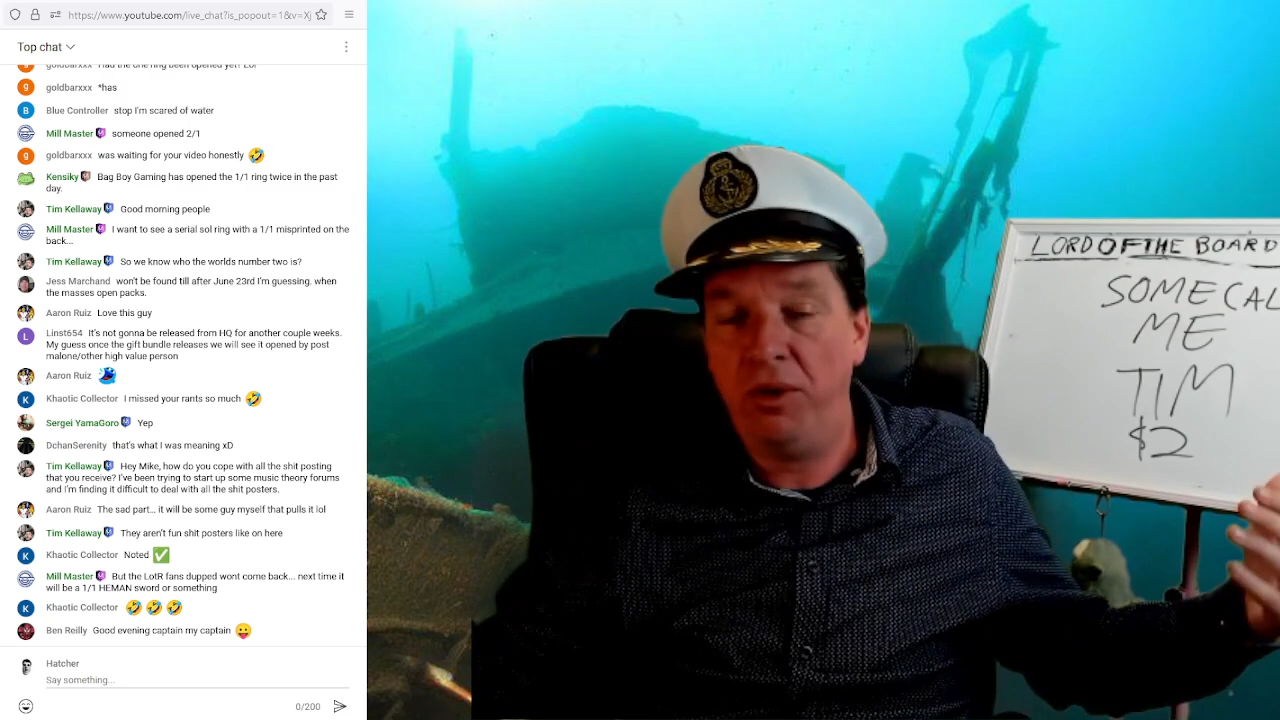 https://www.youtube.com/live_chat?is_popout=1&v=Xj
Top chat
goldbarxxx Had the one ring been opened yet? Lol
goldbarxxx *has
Blue Controller stop I'm scared of water
Mill Master someone opened 2/1
goldbarxxx was waiting for your video honestly 🤣
Kensiky Bag Boy Gaming has opened the 1/1 ring twice in the past
day.
Tim Kellaway Good morning people
Mill Master I want to see a serial sol ring with a 1/1 misprinted on the
back...
Tim Kellaway So we know who the worlds number two is?
Jess Marchand won't be found till after June 23rd I'm guessing. when
the masses open packs.
Aaron Ruiz Love this guy
Linst654 It's not gonna be released from HQ for another couple weeks.
My guess once the gift bundle releases we will see it opened by post
malone/other high value person
Aaron Ruiz
Khaotic Collector I missed your rants so much 🤣
Sergei YamaGoro Yep
DchanSerenity that's what I was meaning xD
Tim Kellaway Hey Mike, how do you cope with all the shit posting
that you receive? I've been trying to start up some music theory forums
and I'm finding it difficult to deal with all the shit posters.
Aaron Ruiz The sad part... it will be some guy myself that pulls it lol
Tim Kellaway They aren't fun shit posters like on here
Khaotic Collector Noted ✅
Mill Master But the LotR fans dupped wont come back... next time it
will be a 1/1 HEMAN sword or something
Khaotic Collector 🤣 🤣 🤣
Ben Reilly Good evening captain my captain 😛
Hatcher
Say something...
0/200
LORD OF THE BOARD
SOME CAL
ME
TIM
$2